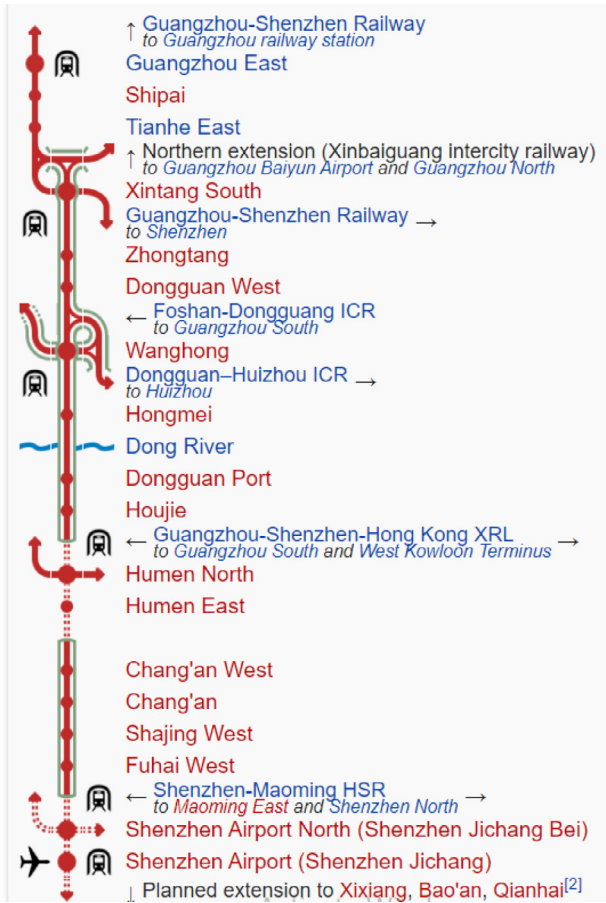 ↑ Guangzhou-Shenzhen Railway
to Guangzhou railway station
Guangzhou East
Shipai
Tianhe East
↑ Northern extension (Xinbaiguang intercity railway)
to Guangzhou Baiyun Airport and Guangzhou North
Xintang South
Guangzhou-Shenzhen Railway →
to Shenzhen
Zhongtang
Dongguan West
← Foshan-Dongguang ICR
to Guangzhou South
Wanghong
Dongguan–Huizhou ICR →
to Huizhou
Hongmei
Dong River
Dongguan Port
Houjie
← Guangzhou-Shenzhen-Hong Kong XRL →
to Guangzhou South and West Kowloon Terminus
Humen North
Humen East
Chang'an West
Chang'an
Shajing West
Fuhai West
← Shenzhen-Maoming HSR →
to Maoming East and Shenzhen North
Shenzhen Airport North (Shenzhen Jichang Bei)
Shenzhen Airport (Shenzhen Jichang)
↓ Planned extension to Xixiang, Bao'an, Qianhai[2]